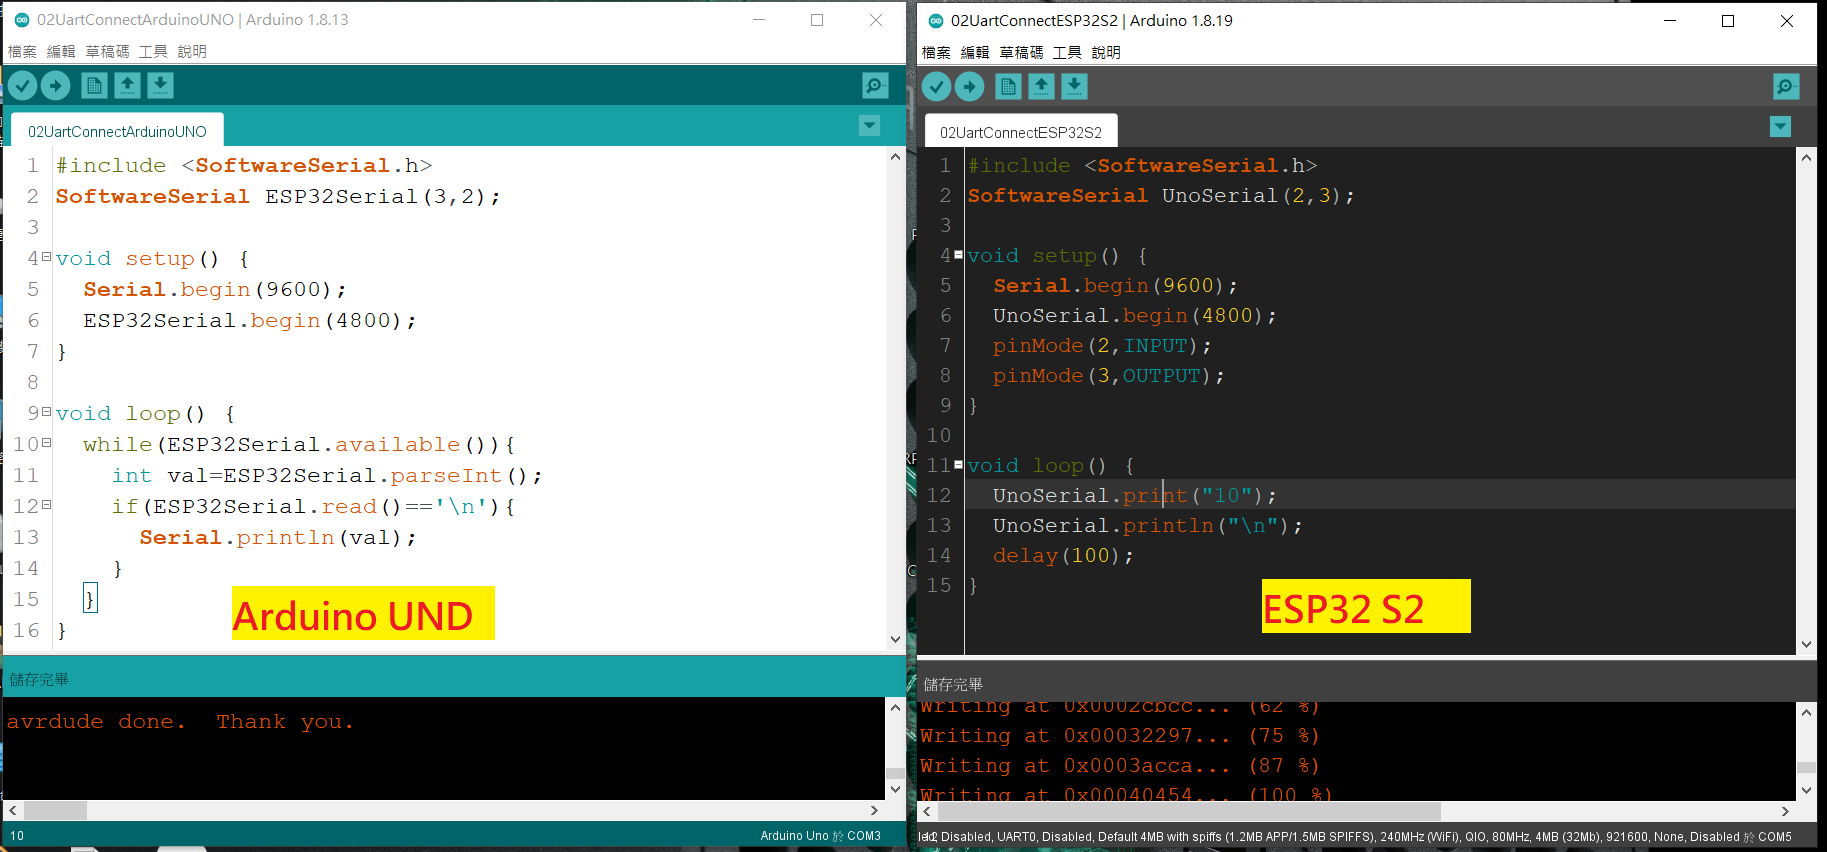 02UartConnectArduinoUNO | Arduino 1.8.13
檔案 編輯 草稿碼 工具 說明
02UartConnectArduinoUNO
1 #include <SoftwareSerial.h>
2 SoftwareSerial ESP32Serial(3,2);
3
4 void setup() {
5 Serial.begin(9600);
6 ESP32Serial.begin(4800);
7 }
8
9 void loop() {
10 while(ESP32Serial.available()){
11 int val=ESP32Serial.parseInt();
12 if(ESP32Serial.read()=='\n'){
13 Serial.println(val);
14 }
15 }
16 }
Arduino UND
儲存完畢
avrdude done.  Thank you.
10
Arduino Uno 於 COM3
02UartConnectESP32S2 | Arduino 1.8.19
檔案 編輯 草稿碼 工具 說明
02UartConnectESP32S2
1 #include <SoftwareSerial.h>
2 SoftwareSerial UnoSerial(2,3);
3
4 void setup() {
5 Serial.begin(9600);
6 UnoSerial.begin(4800);
7 pinMode(2,INPUT);
8 pinMode(3,OUTPUT);
9 }
10
11 void loop() {
12 UnoSerial.print("10");
13 UnoSerial.println("\n");
14 delay(100);
15 }
ESP32 S2
儲存完畢
Writing at 0x0002cbcc... (62 %)
Writing at 0x00032297... (75 %)
Writing at 0x0003acca... (87 %)
Writing at 0x00040454... (100 %)
12 Disabled, UART0, Disabled, Default 4MB with spiffs (1.2MB APP/1.5MB SPIFFS), 240MHz (WiFi), QIO, 80MHz, 4MB (32Mb), 921600, None, Disabled 於 COM5